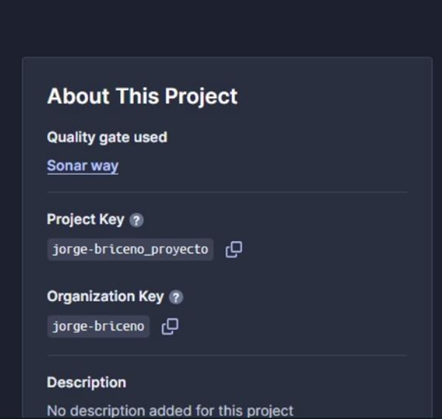 About This Project
Quality gate used
Sonar way
Project Key ?
jorge-briceno_proyecto
Organization Key ?
jorge-briceno
Description
No description added for this project